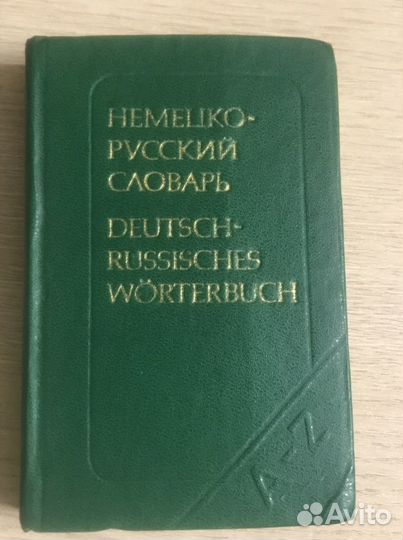 НЕМЕЦКО-
РУССКИЙ
СЛОВАРЬ
DEUTSCH-
RUSSISCHES
WÖRTERBUCH
A-Z
Avito